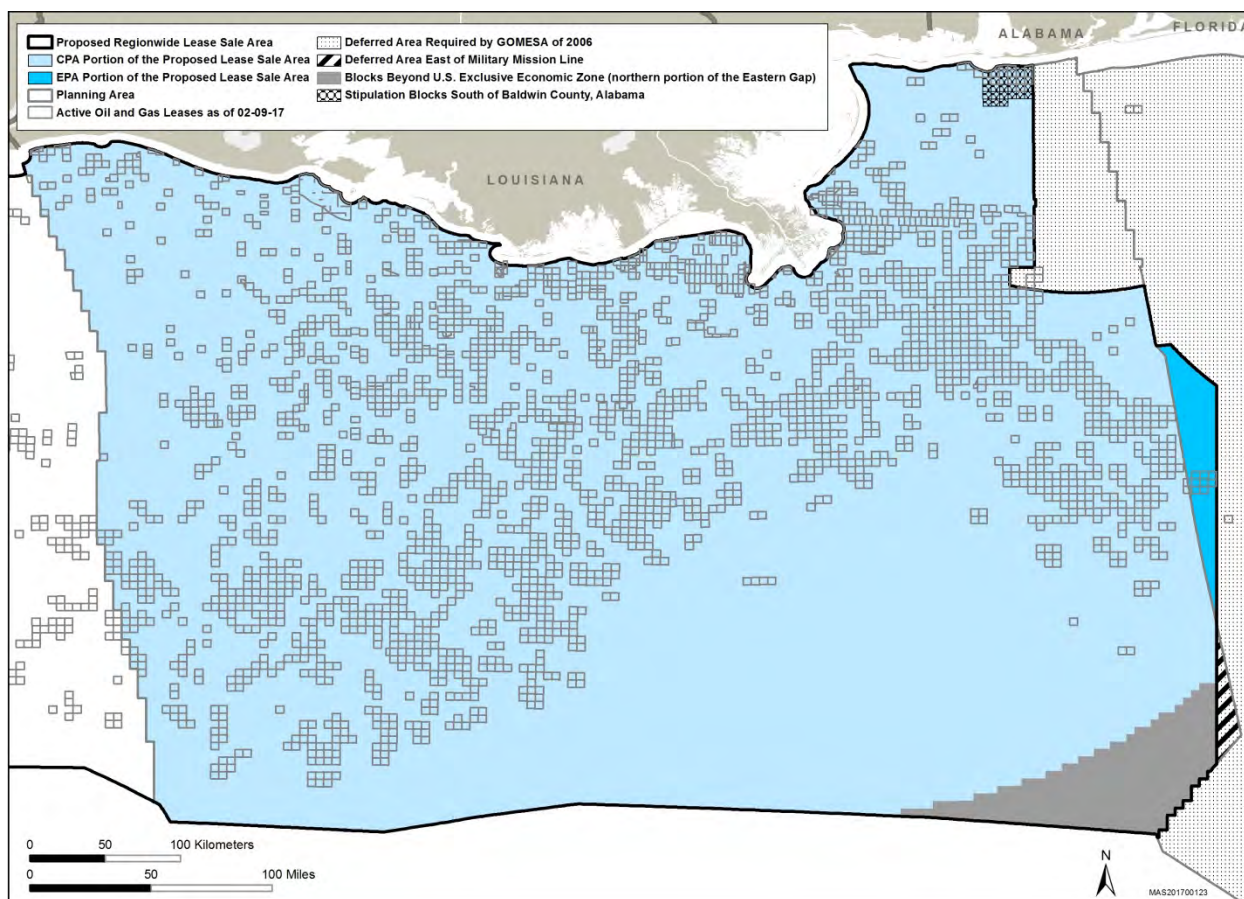 ALABAMA
FLORIDA
Proposed Regionwide Lease Sale Area
CPA Portion of the Proposed Lease Sale Area
EPA Portion of the Proposed Lease Sale Area
Planning Area
Active Oil and Gas Leases as of 02-09-17
Deferred Area Required by GOMESA of 2006
Deferred Area East of Military Mission Line
Blocks Beyond U.S. Exclusive Economic Zone (northern portion of the Eastern Gap)
Stipulation Blocks South of Baldwin County, Alabama
LOUISIANA
0 50 100 Kilometers
0 50 100 Miles
N
MAS201700123